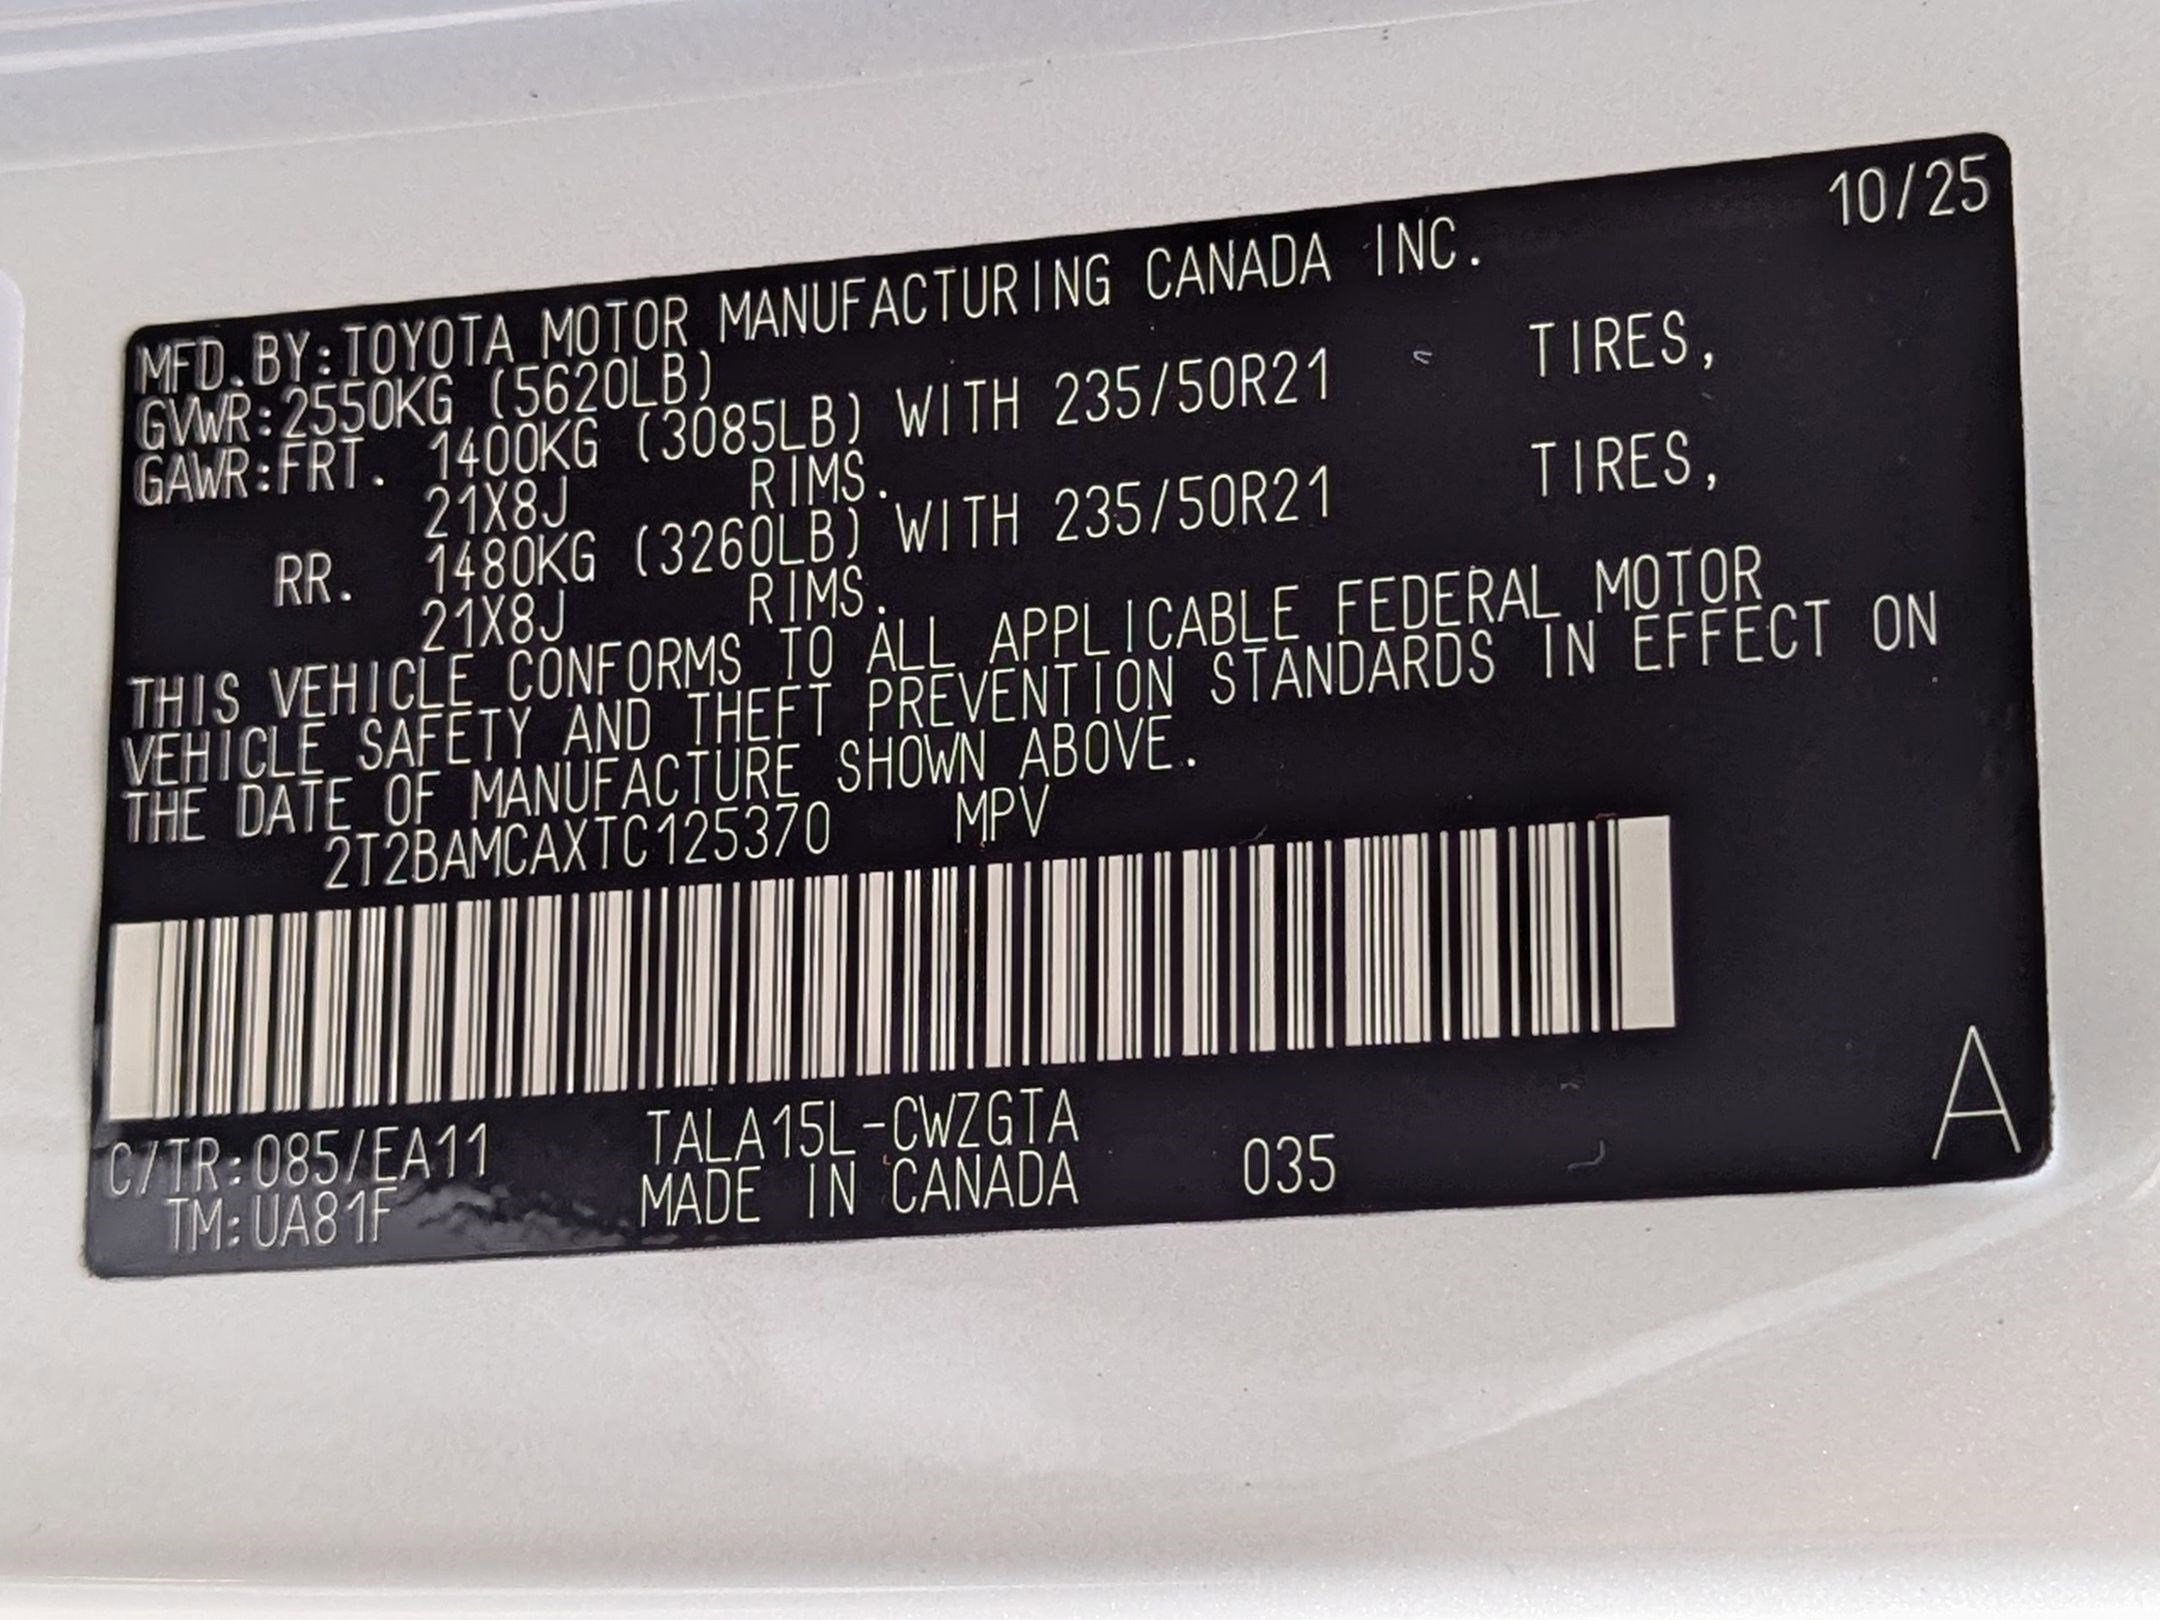 10/25
MFD. BY:TOYOTA MOTOR MANUFACTURING CANADA INC.
GVWR:2550KG (5620LB)
GAWR:FRT. 1400KG (3085LB) WITH 235/50R21 TIRES,
21X8J RIMS.
RR. 1480KG (3260LB) WITH 235/50R21 TIRES,
21X8J RIMS.
THIS VEHICLE CONFORMS TO ALL APPLICABLE FEDERAL MOTOR
VEHICLE SAFETY AND THEFT PREVENTION STANDARDS IN EFFECT ON
THE DATE OF MANUFACTURE SHOWN ABOVE.
2T2BAMCAXTC125370 MPV
C/TR:085/EA11 TALA15L-CWZGTA
TM:UA81F MADE IN CANADA 035
A